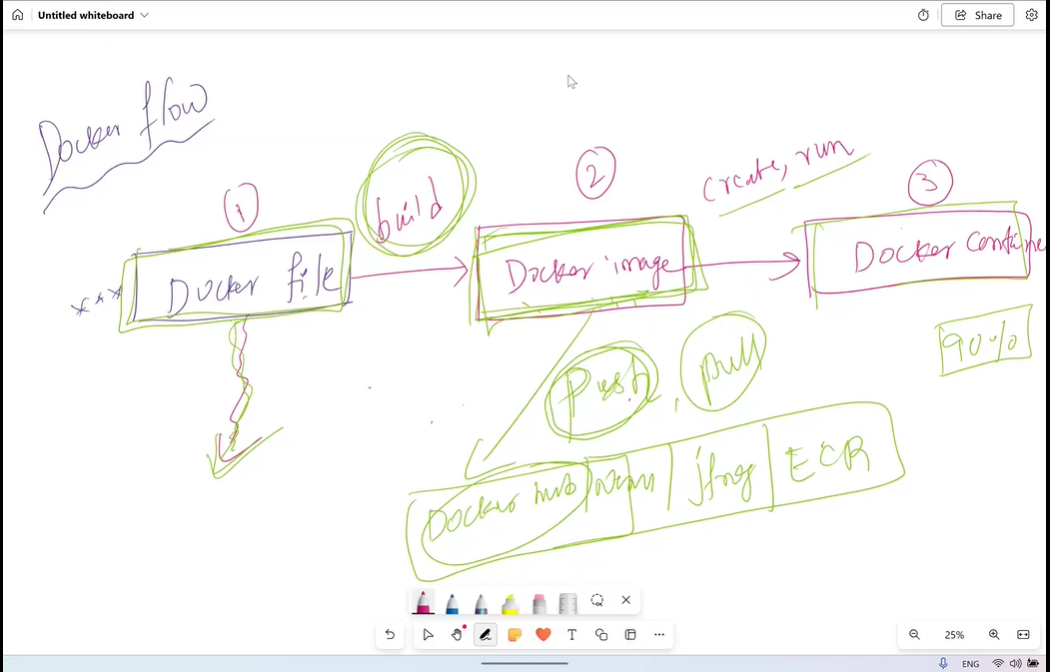 Untitled whiteboard
Share
Docker flow
1
build
2
create, run
3
*** Docker file
Docker image
Docker Containe
90%
push, pull
Docker hub
jfrog
ECR
25%
ENG